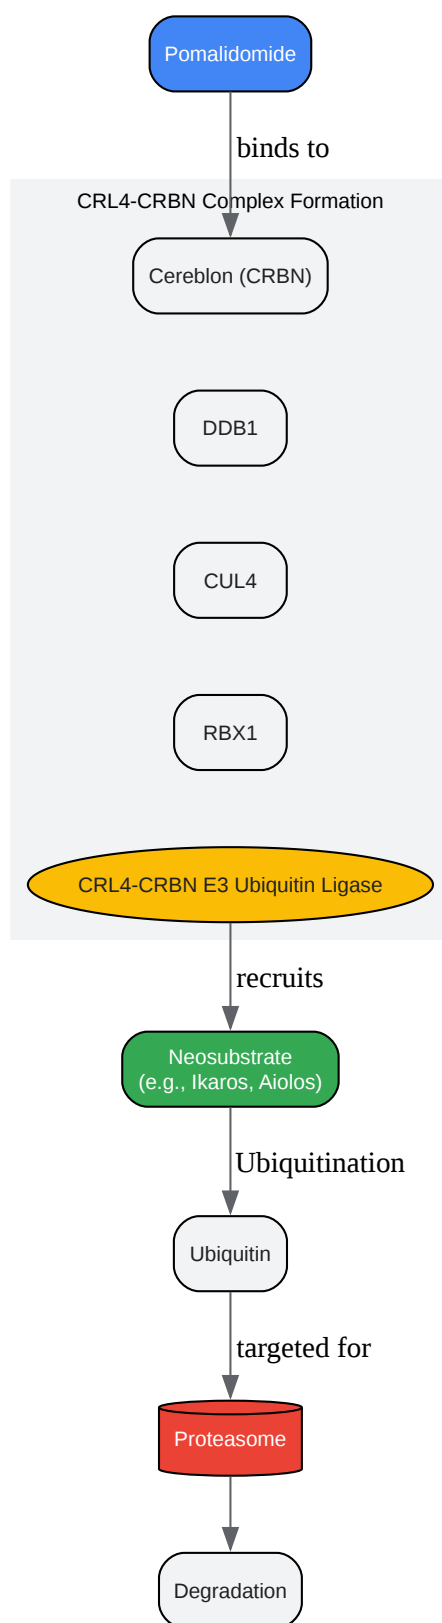 Pomalidomide
binds to
CRL4-CRBN Complex Formation
Cereblon (CRBN)
DDB1
CUL4
RBX1
CRL4-CRBN E3 Ubiquitin Ligase
recruits
Neosubstrate
(e.g., Ikaros, Aiolos)
Ubiquitination
Ubiquitin
targeted for
Proteasome
Degradation